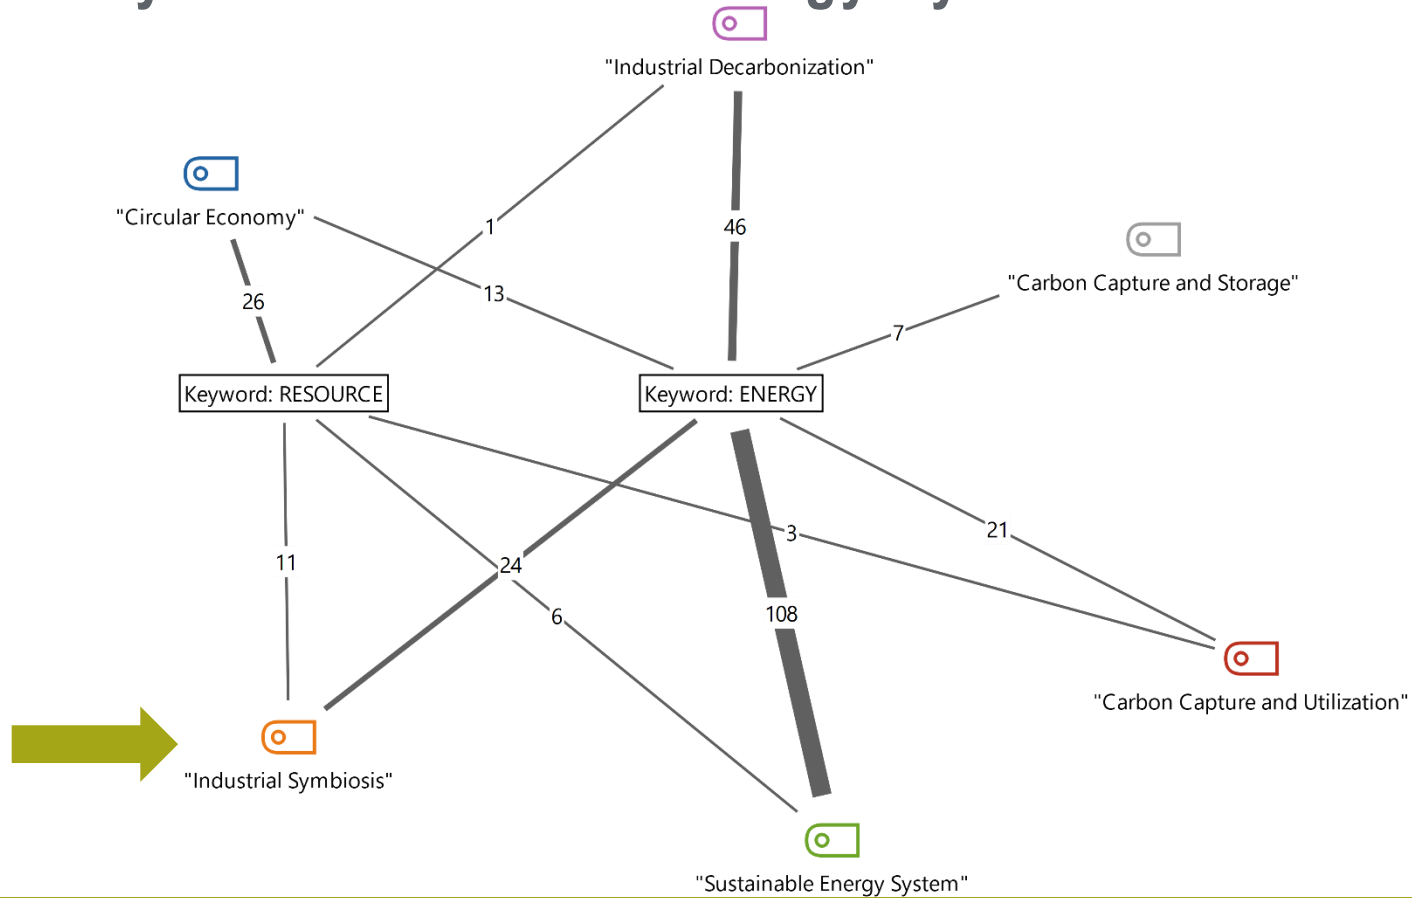 "Industrial Decarbonization"
"Circular Economy"
1
46
"Carbon Capture and Storage"
26
13
7
Keyword: RESOURCE
Keyword: ENERGY
3
21
11
24
6
108
"Carbon Capture and Utilization"
"Industrial Symbiosis"
"Sustainable Energy System"